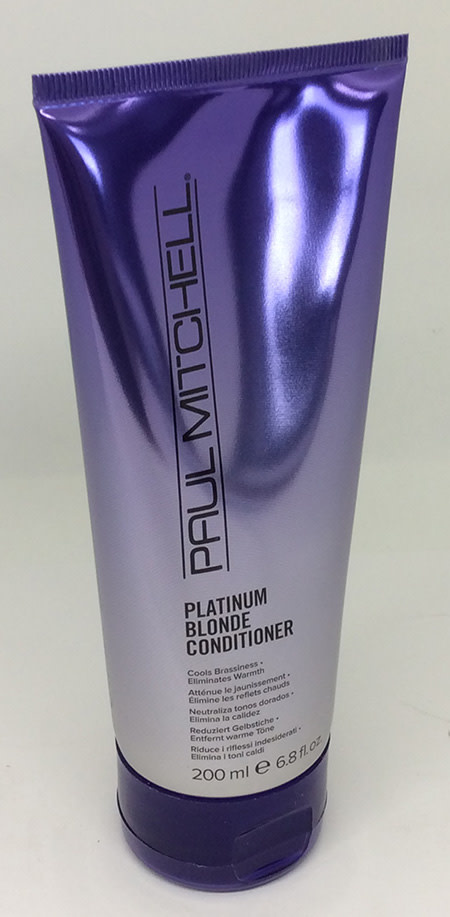 PAUL MITCHELL®
PLATINUM
BLONDE
CONDITIONER
Cools Brassiness •
Eliminates Warmth
Atténue le jaunissement •
Élimine les reflets chauds
Neutraliza tonos dorados •
Elimina la calidez
Reduziert Gelbstiche •
Entfernt warme Töne
Riduce i riflessi indesiderati •
Elimina i toni caldi
200 ml ℮ 6.8 fl. oz.